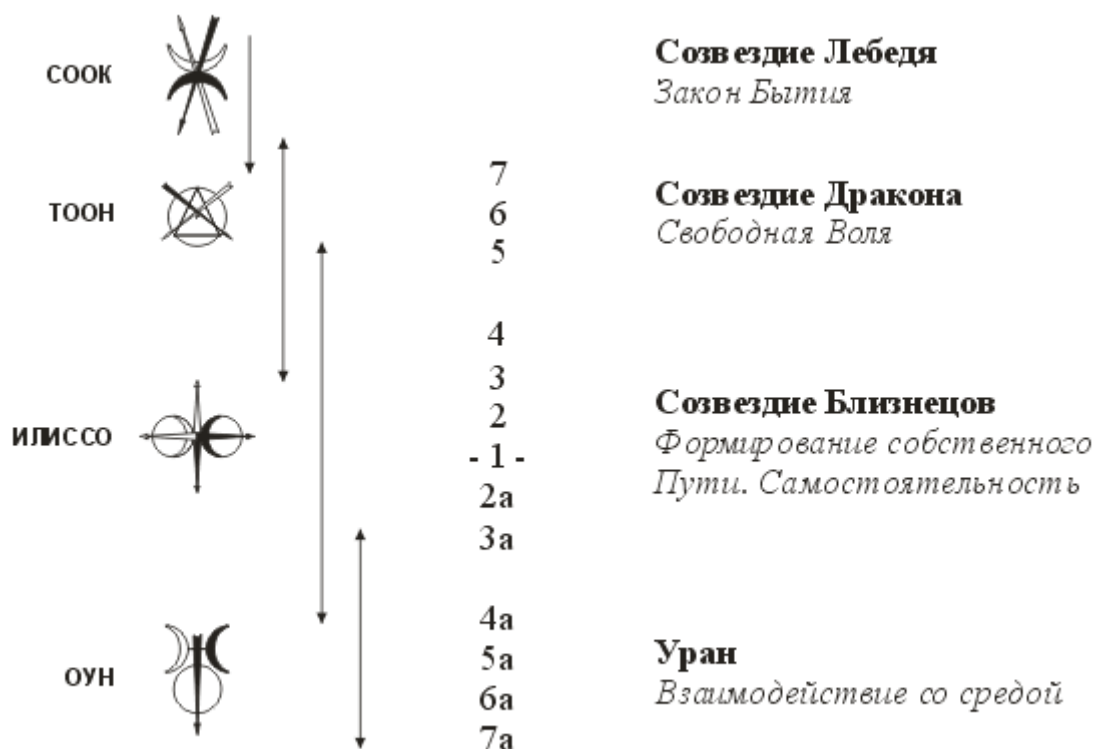 СООК
Созвездие Лебедя
Закон Бытия
7
ТООН
6
Созвездие Дракона
Свободная Воля
5
4
3
2
Созвездие Близнецов
ИЛИССО
Формирование собственного
- 1 -
Пути. Самостоятельность
2а
3а
4а
5а
Уран
ОУН
6а
Взаимодействие со средой
7а